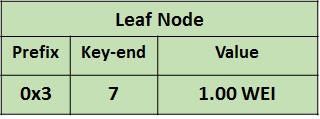 Leaf Node
Prefix Key-end Value
0x3 7 1.00 WEI